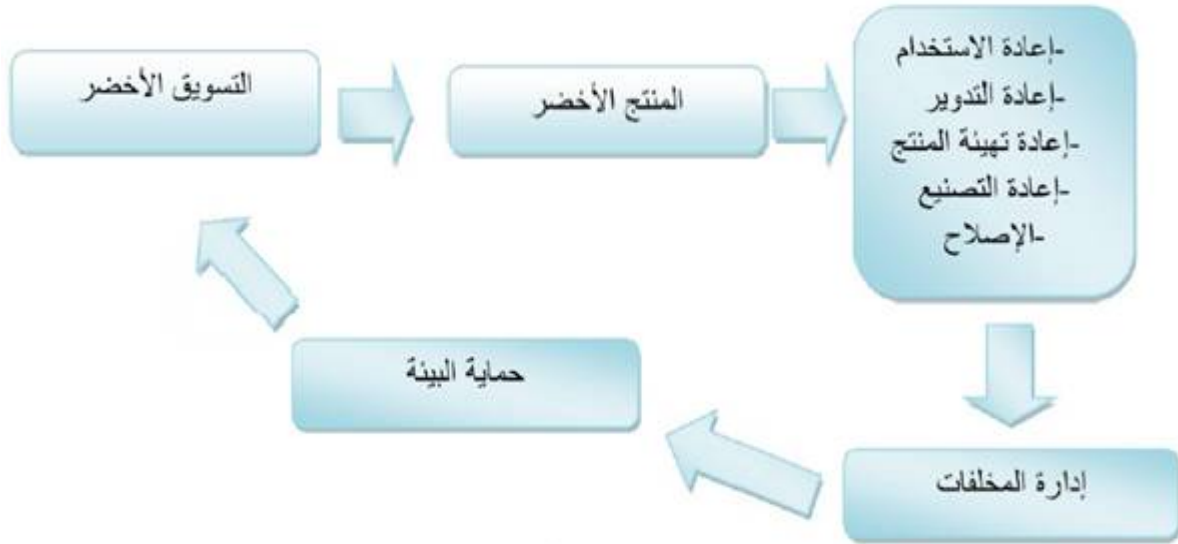 التسويق الأخضر
المنتج الأخضر
-إعادة الاستخدام
-إعادة التدوير
-إعادة تهيئة المنتج
-إعادة التصنيع
-الإصلاح
إدارة المخلفات
حماية البيئة